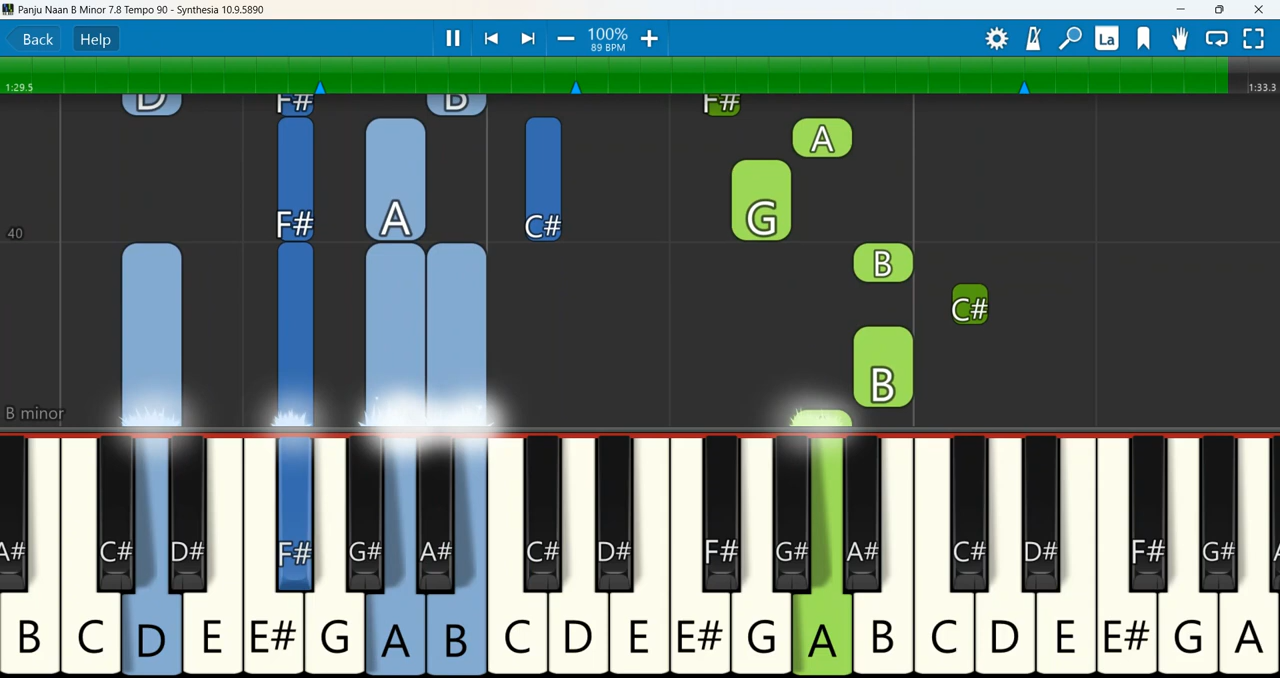 Panju Naan B Minor 7.8 Tempo 90 - Synthesia 10.9.5890
Back Help 100% La
89 BPM
1:29.5 1:33.3
D F# B F#
A
F# A C# G
40
B
C#
B
B minor
A# C# D# F# G# A# C# D# F# G# A# C# D# F# G# A
B C D E E# G A B C D E E# G A B C D E E# G A